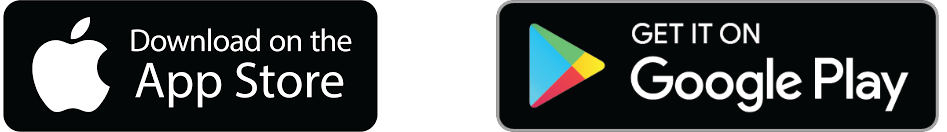 Download on the
App Store
GET IT ON
Google Play